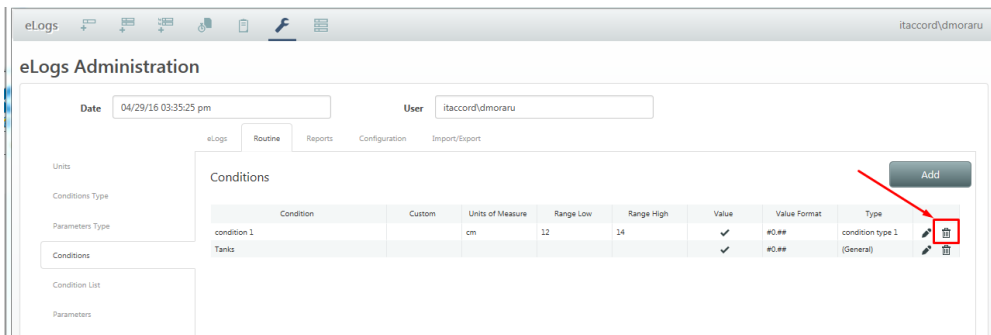 eLogs
itaccord\dmoraru
eLogs Administration
Date 04/29/16 03:35:25 pm User itaccord\dmoraru
eLogs Routine Reports Configuration Import/Export
Units
Conditions Type
Parameters Type
Conditions
Condition List
Parameters
Conditions
Add
Condition Custom Units of Measure Range Low Range High Value Value Format Type
condition 1 cm 12 14 #0.## condition type 1
Tanks #0.## (General)